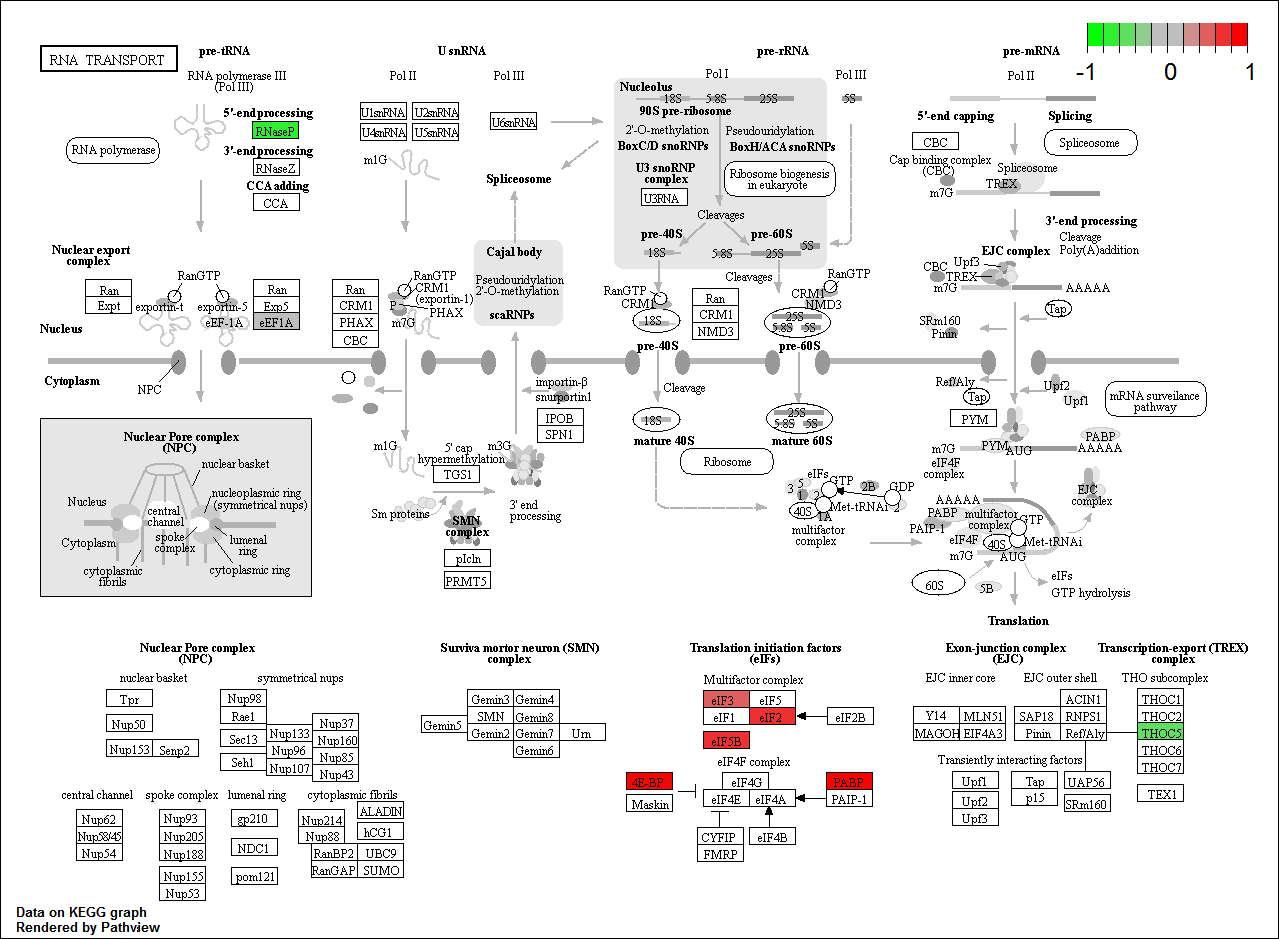 RNA TRANSPORT
pre-tRNA
RNA polymerase III
(Pol III)
5'-end processing
RNaseP
3'-end processing
RNaseZ
CCA adding
CCA
RNA polymerase
Nuclear export
complex
Ran
Expt
RanGTP
exportin-t
exportin-5
eEF-1A
Ran
Exp5
eEF1A
Nucleus
Cytoplasm
NPC
U snRNA
Pol II
Pol III
U1snRNA
U2snRNA
U4snRNA
U5snRNA
U6snRNA
m1G
Spliceosome
Cajal body
Pseudouridylation
2'-O-methylation
scaRNPs
Ran
CRM1
PHAX
CBC
RanGTP
CRM1
(exportin-1)
PHAX
P
m7G
importin-β
snurportin1
IPOB
SPN1
m1G
5' cap
hypermethylation
TGS1
m3G
Sm proteins
SMN
complex
3' end
processing
pIcln
PRMT5
pre-rRNA
Pol I
Pol III
Nucleolus
18S
5.8S
25S
5S
90S pre-ribosome
2'-O-methylation
Pseudouridylation
BoxC/D snoRNPs
BoxH/ACA snoRNPs
U3 snoRNP
complex
U3RNA
Ribosome biogenesis
in eukaryote
Cleavages
pre-40S
pre-60S
18S
5.8S
25S
5S
Cleavages
RanGTP
CRM1
18S
Ran
CRM1
NMD3
RanGTP
CRM1
NMD3
25S
5.8S
5S
pre-40S
pre-60S
Cleavage
18S
25S
5.8S
5S
mature 40S
mature 60S
Ribosome
eIFs
3
5
1
2
GTP
2B
GDP
40S
1A
Met-tRNAi
2
multifactor
complex
pre-mRNA
Pol II
-1
0
1
5'-end capping
Splicing
CBC
Spliceosome
Cap binding complex
(CBC)
m7G
Spliceosome
TREX
3'-end processing
Cleavage
Poly(A)addition
EJC complex
CBC
Upf3
TREX
m7G
AAAAA
Tap
SRm160
Pinin
Ref/Aly
Tap
Upf2
Upf1
mRNA surveilance
pathway
PYM
m7G
PYM
AUG
PABP
eIF4F
complex
AAAAA
PABP
PAIP-1
multifactor
complex
GTP
eIF4F
40S
Met-tRNAi
m7G
AUG
EJC
complex
60S
5B
eIFs
GTP hydrolysis
Translation
Nuclear Pore complex
(NPC)
nuclear basket
Nucleus
nucleoplasmic ring
(symmetrical nups)
central
channel
spoke
complex
Cytoplasm
lumenal
ring
cytoplasmic
fibrils
cytoplasmic ring
Nuclear Pore complex
(NPC)
nuclear basket
Tpr
Nup50
Nup153
Senp2
symmetrical nups
Nup98
Rae1
Sec13
Seh1
Nup133
Nup96
Nup107
Nup37
Nup160
Nup85
Nup43
central channel
Nup62
Nup58/45
Nup54
spoke complex
Nup93
Nup205
Nup188
Nup155
Nup53
lumenal ring
gp210
NDC1
pom121
cytoplasmic fibrils
Nup214
Nup88
ALADIN
hCG1
RanBP2
UBC9
RanGAP
SUMO
Surviva mortor neuron (SMN)
complex
Gemin5
Gemin3
Gemin4
SMN
Gemin8
Gemin2
Gemin7
Gemin6
Urn
Translation initiation factors
(eIFs)
Multifactor complex
eIF3
eIF5
eIF1
eIF2
eIF2B
eIF5B
eIF4F complex
4E-BP
Maskin
eIF4G
eIF4E
eIF4A
PABP
PAIP-1
CYFIP
FMRP
eIF4B
Exon-junction complex
(EJC)
EJC inner core
Y14
MLN51
MAGOH
EIF4A3
EJC outer shell
ACIN1
SAP18
RNPS1
Pinin
Ref/Aly
Transiently interacting factors
Upf1
Upf2
Upf3
Tap
p15
UAP56
SRm160
Transcription-export (TREX)
complex
THO subcomplex
THOC1
THOC2
THOC5
THOC6
THOC7
TEX1
Data on KEGG graph
Rendered by Pathview